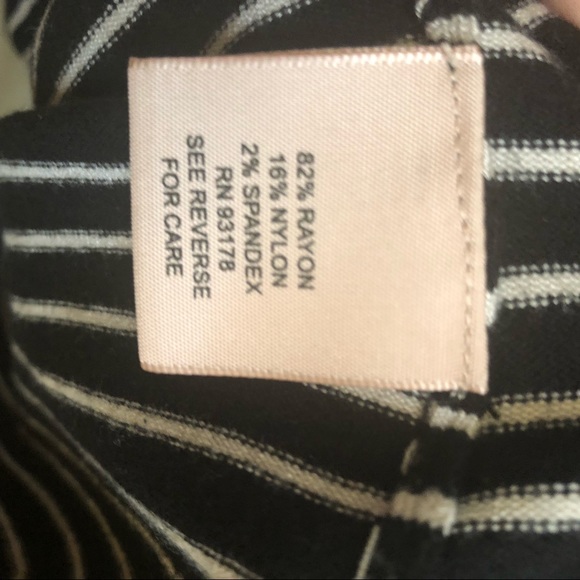 82% RAYON
16% NYLON
2% SPANDEX
RN 93178
SEE REVERSE
FOR CARE